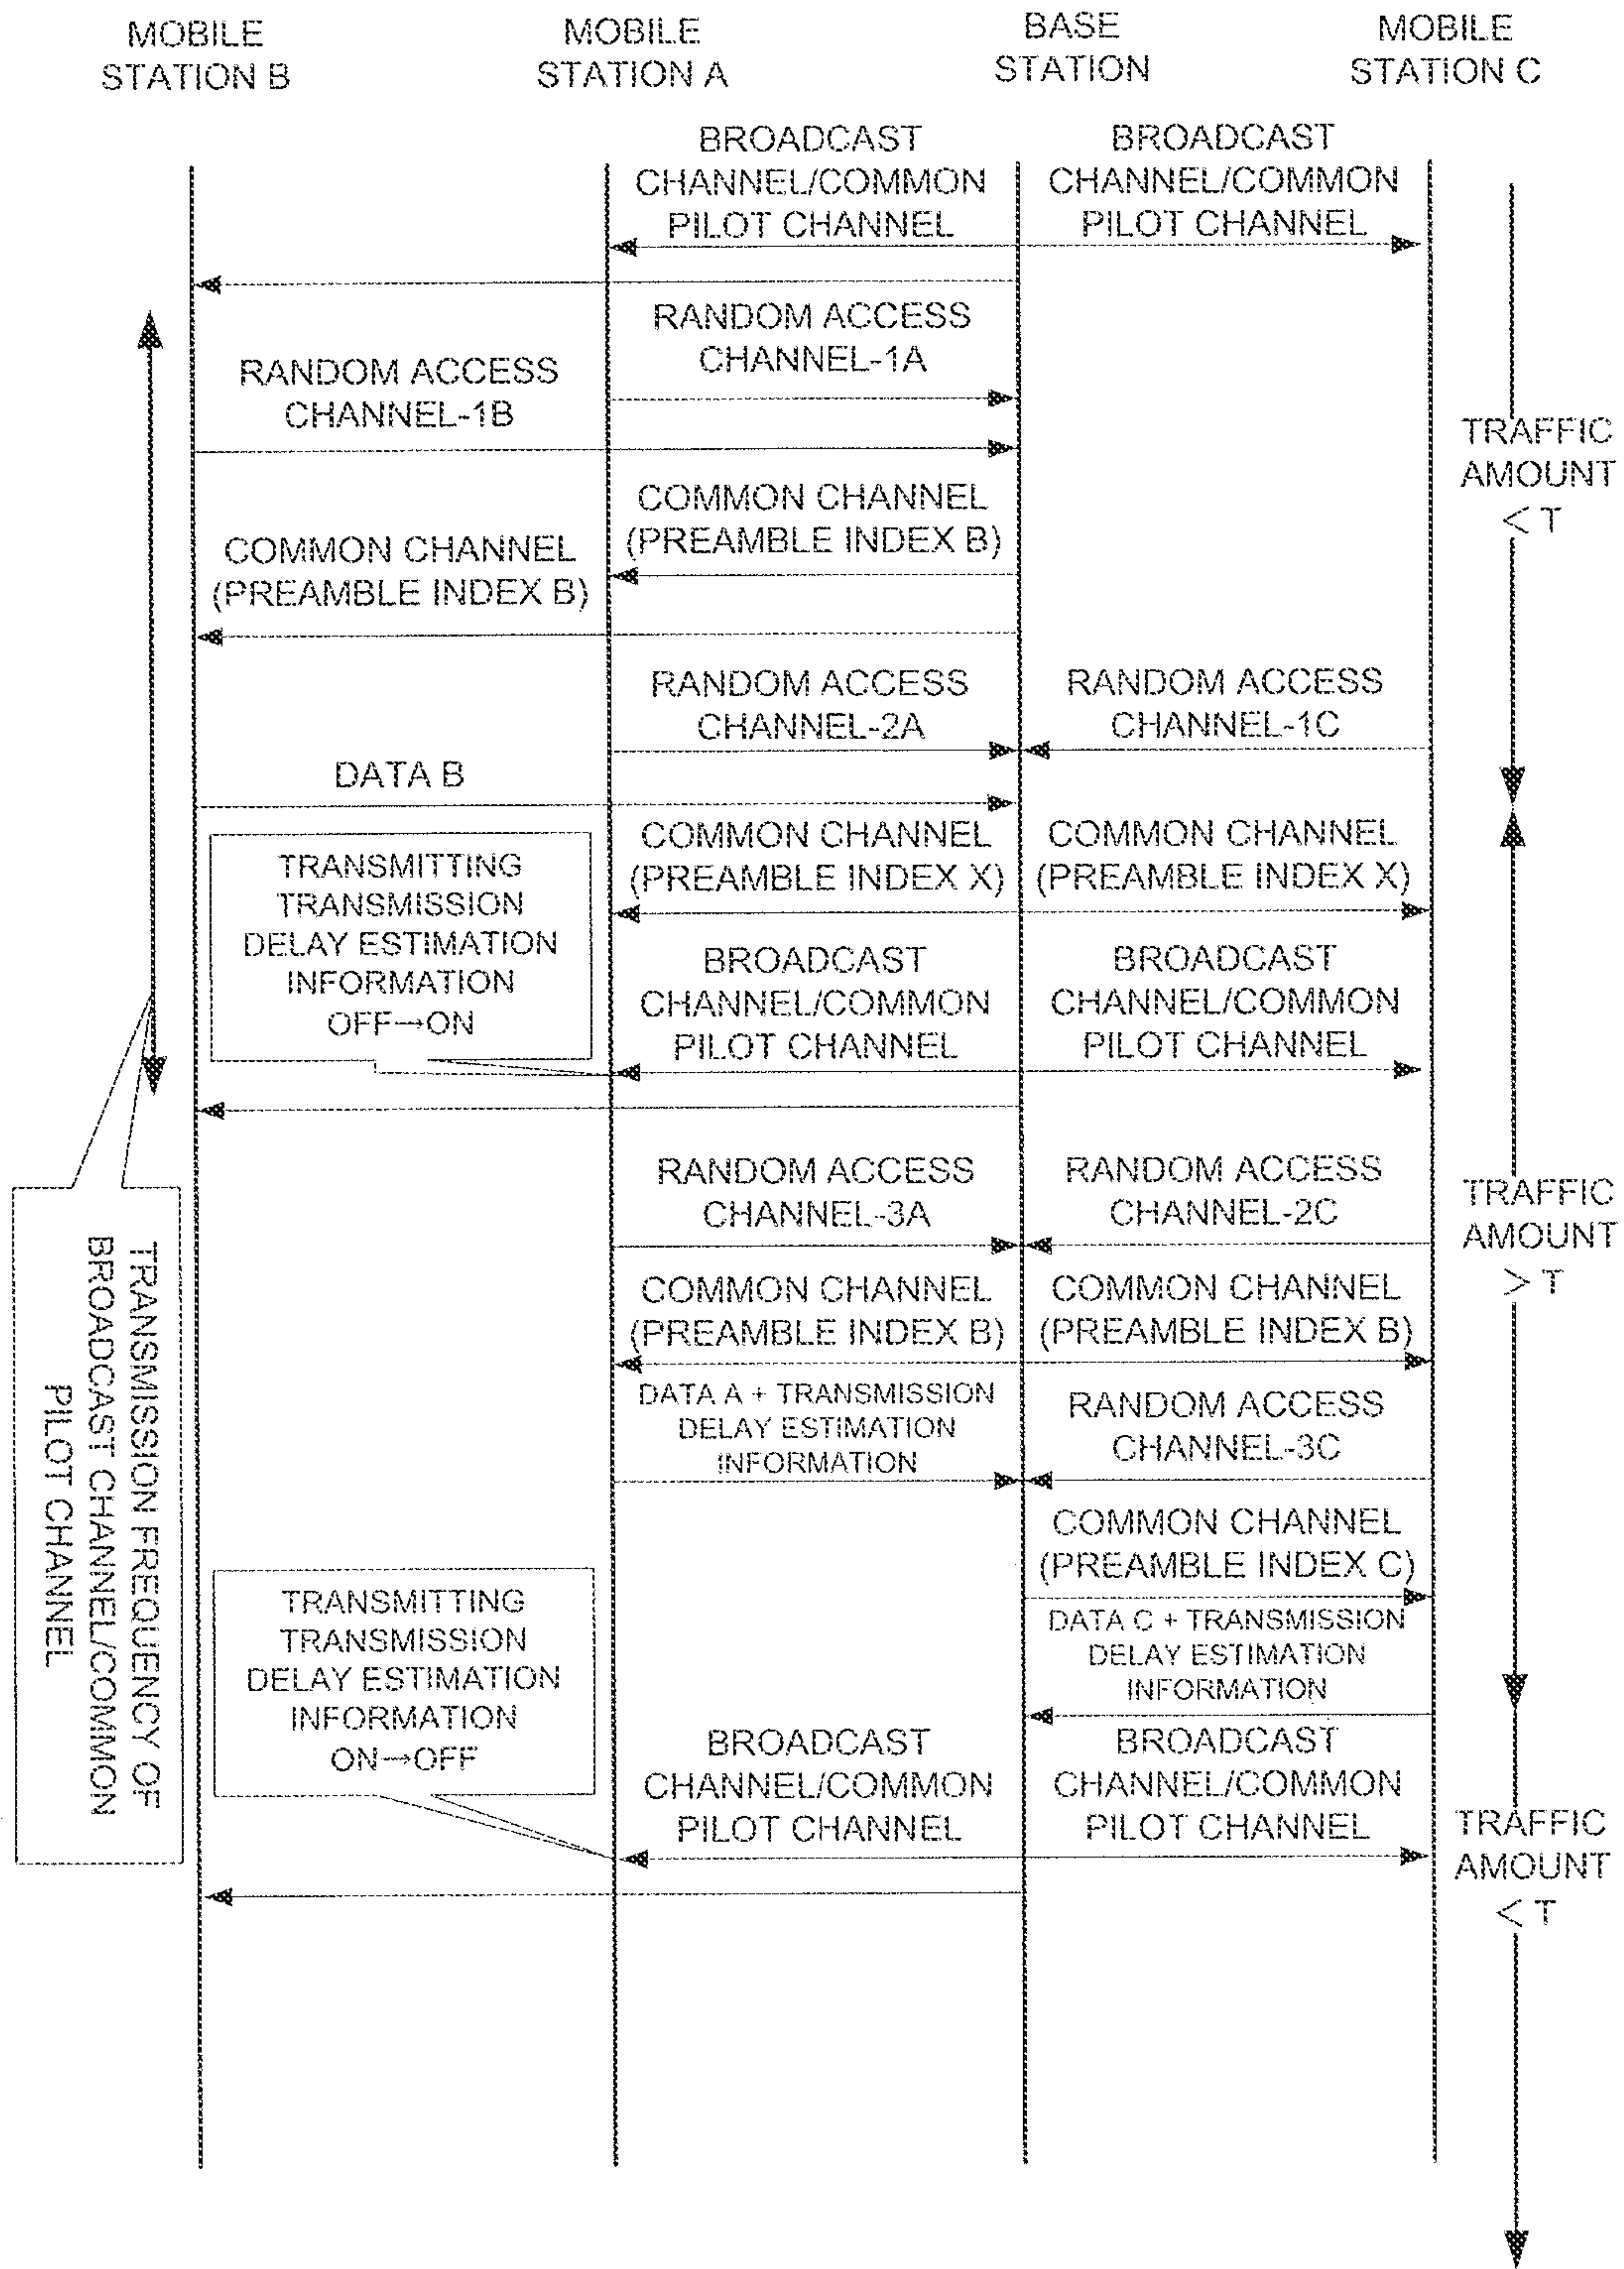 MOBILE
STATION B
MOBILE
STATION A
BASE
STATION
MOBILE
STATION C
BROADCAST
CHANNEL/COMMON
PILOT CHANNEL
BROADCAST
CHANNEL/COMMON
PILOT CHANNEL
RANDOM ACCESS
CHANNEL-1A
RANDOM ACCESS
CHANNEL-1B
TRAFFIC
AMOUNT
< T
COMMON CHANNEL
(PREAMBLE INDEX B)
COMMON CHANNEL
(PREAMBLE INDEX B)
RANDOM ACCESS
CHANNEL-2A
RANDOM ACCESS
CHANNEL-1C
DATA B
COMMON CHANNEL
(PREAMBLE INDEX X)
COMMON CHANNEL
(PREAMBLE INDEX X)
TRANSMITTING
TRANSMISSION
DELAY ESTIMATION
INFORMATION
OFF→ON
BROADCAST
CHANNEL/COMMON
PILOT CHANNEL
BROADCAST
CHANNEL/COMMON
PILOT CHANNEL
RANDOM ACCESS
CHANNEL-3A
RANDOM ACCESS
CHANNEL-2C
TRAFFIC
AMOUNT
> T
TRANSMISSION FREQUENCY OF
BROADCAST CHANNEL/COMMON
PILOT CHANNEL
COMMON CHANNEL
(PREAMBLE INDEX B)
COMMON CHANNEL
(PREAMBLE INDEX B)
DATA A + TRANSMISSION
DELAY ESTIMATION
INFORMATION
RANDOM ACCESS
CHANNEL-3C
COMMON CHANNEL
(PREAMBLE INDEX C)
TRANSMITTING
TRANSMISSION
DELAY ESTIMATION
INFORMATION
ON→OFF
DATA C + TRANSMISSION
DELAY ESTIMATION
INFORMATION
BROADCAST
CHANNEL/COMMON
PILOT CHANNEL
BROADCAST
CHANNEL/COMMON
PILOT CHANNEL
TRAFFIC
AMOUNT
< T